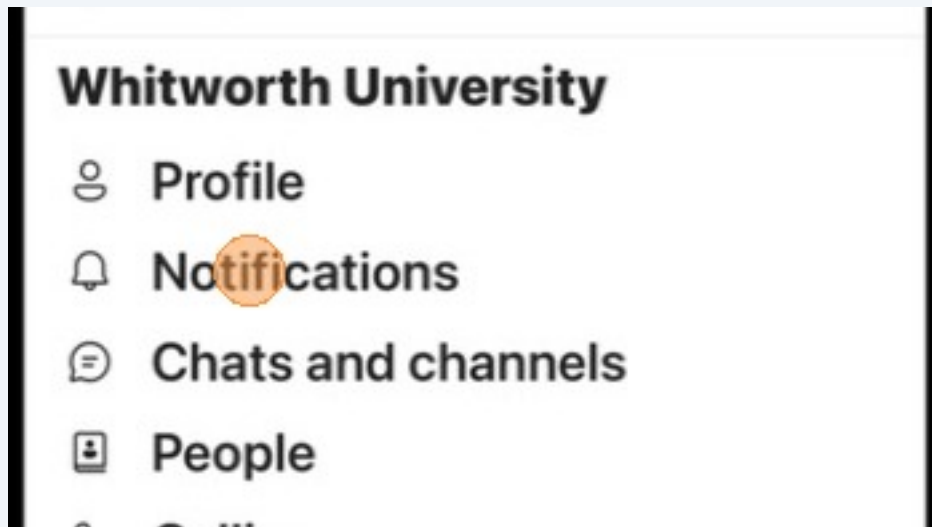 Whitworth University
Profile
Notifications
Chats and channels
People